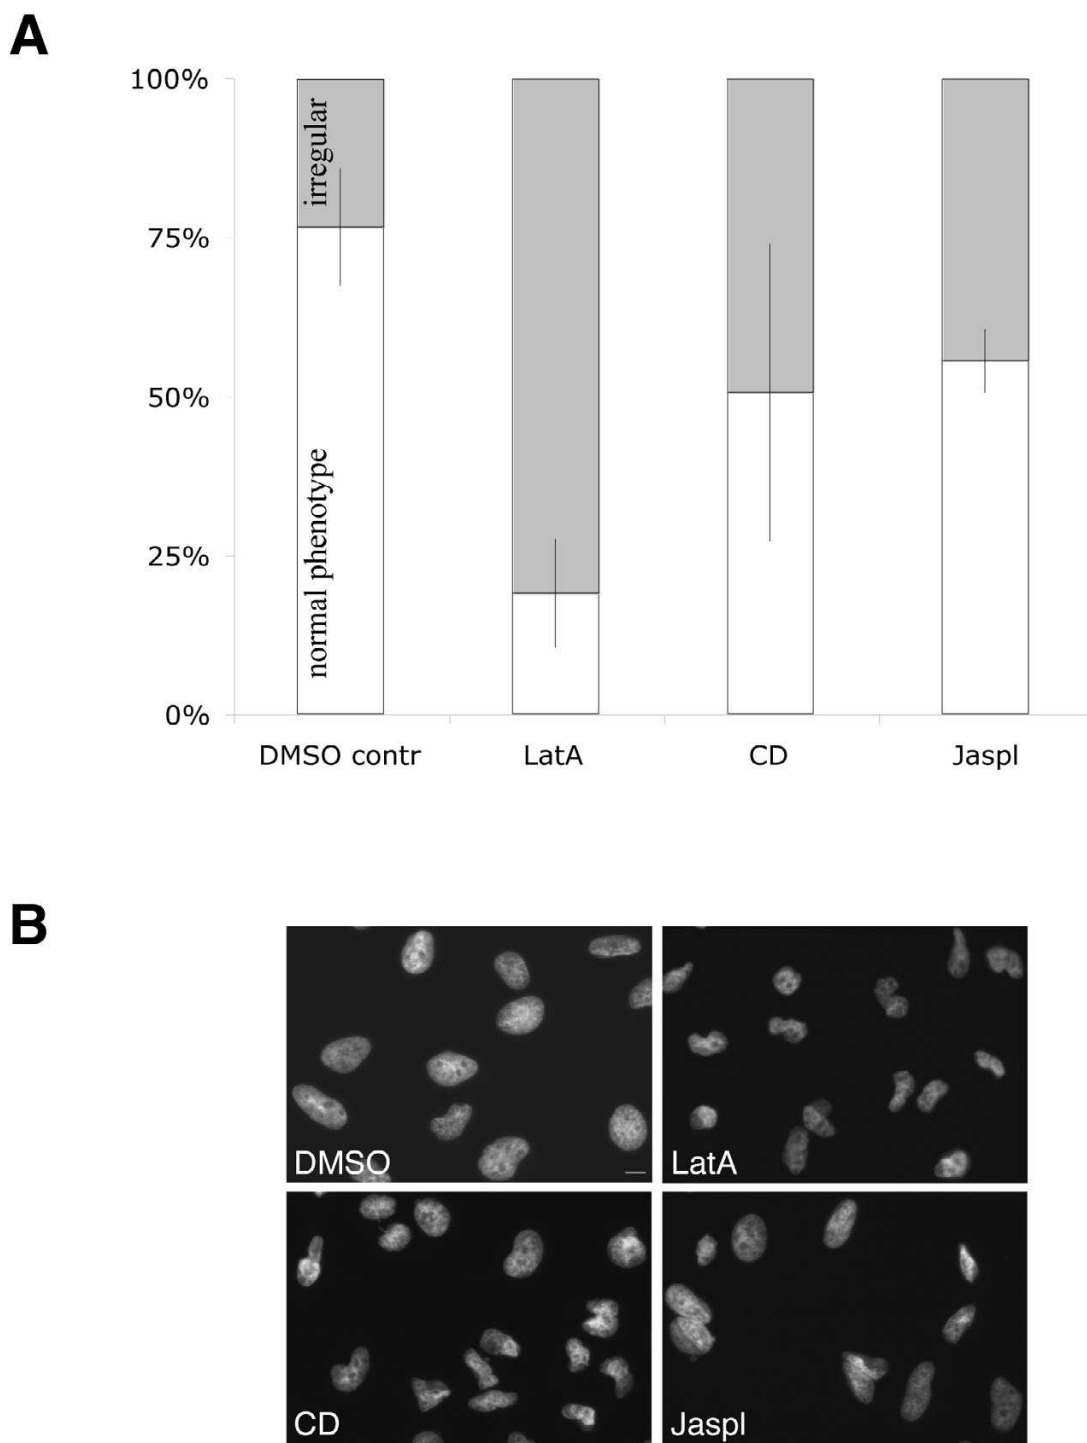 A
100%
75%
50%
25%
0%
irregular
normal phenotype
DMSO contr
LatA
CD
Jaspl
B
DMSO
LatA
CD
Jaspl